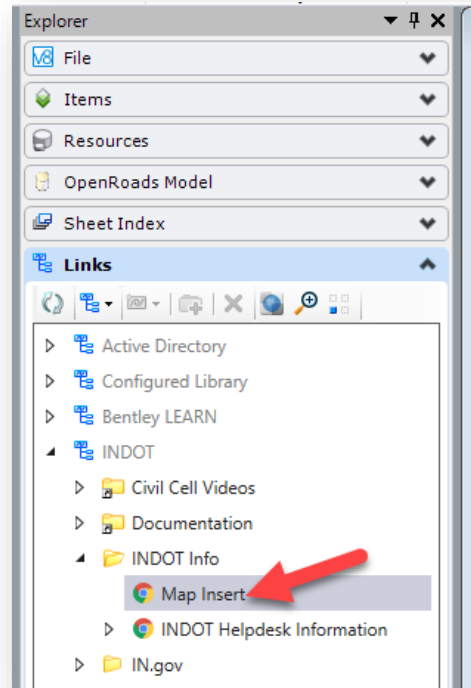 Explorer
V8 File
Items
Resources
OpenRoads Model
Sheet Index
Links
Active Directory
Configured Library
Bentley LEARN
INDOT
Civil Cell Videos
Documentation
INDOT Info
Map Insert
INDOT Helpdesk Information
IN.gov